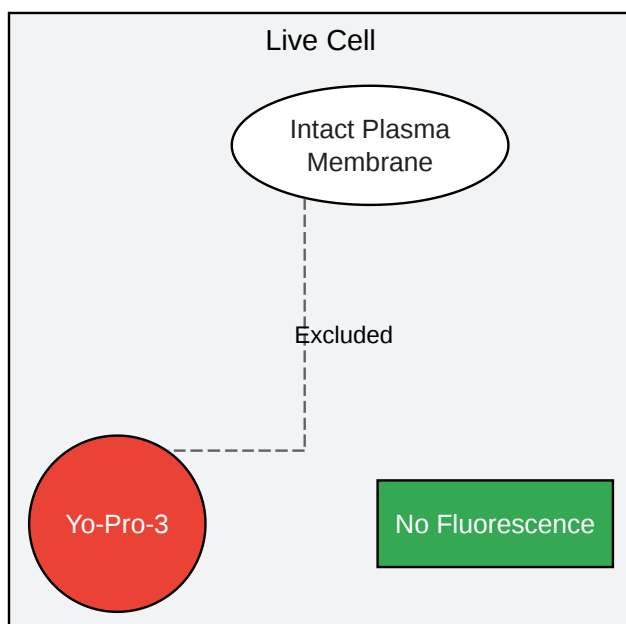 Live Cell
Intact Plasma
Membrane
Excluded
Yo-Pro-3
No Fluorescence